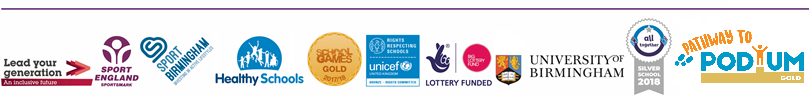 Lead your
generation
An inclusive future
SPORT
ENGLAND
SPORTSMARK
SPORT
BIRMINGHAM
Healthy Schools
SCHOOL
GAMES
GOLD
2017/18
RIGHTS
RESPECTING
SCHOOLS
unicef
UNITED KINGDOM
LOTTERY FUNDED
BIG
LOTTERY
FUND
UNIVERSITY OF
BIRMINGHAM
all
together
SILVER
SCHOOL
2018
PATHWAY TO
PODIUM
GOLD